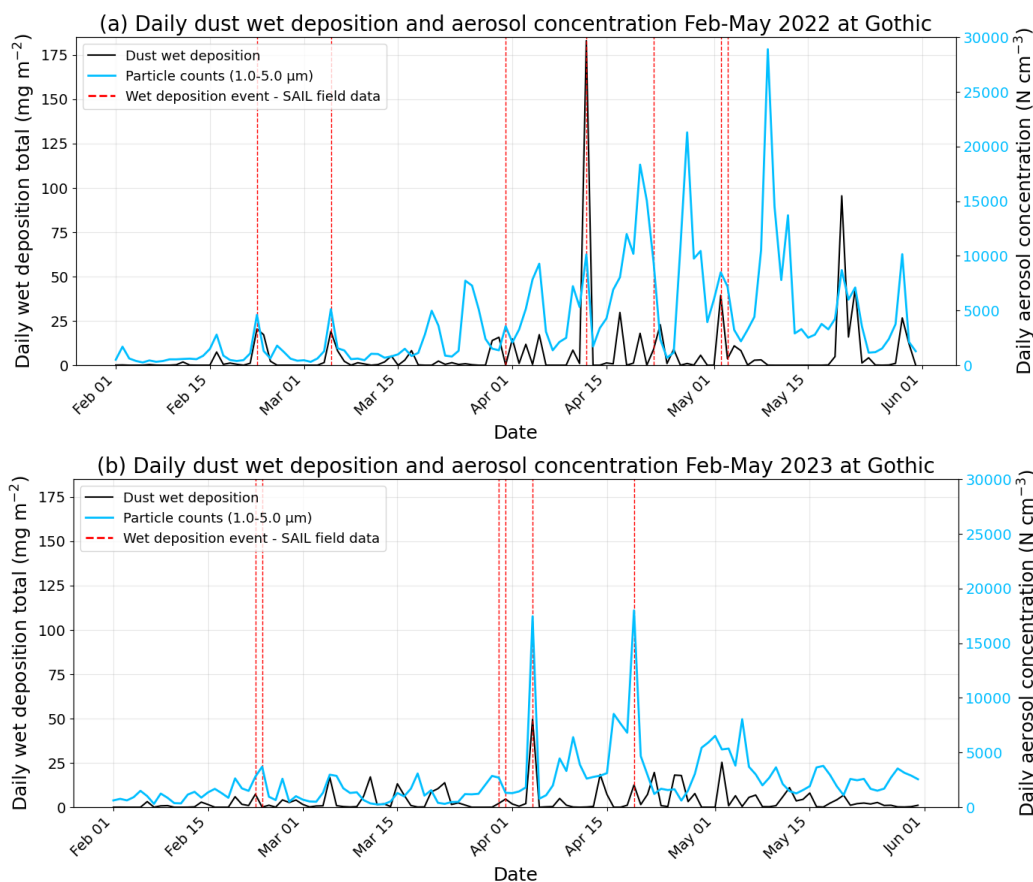 (a) Daily dust wet deposition and aerosol concentration Feb-May 2022 at Gothic
Daily wet deposition total (mg m⁻²)
175
150
125
100
75
50
25
0
Dust wet deposition
Particle counts (1.0-5.0 μm)
Wet deposition event - SAIL field data
30000
25000
20000
15000
10000
5000
0
Daily aerosol concentration (N cm⁻³)
Feb 01
Feb 15
Mar 01
Mar 15
Apr 01
Apr 15
May 01
May 15
Jun 01
Date
(b) Daily dust wet deposition and aerosol concentration Feb-May 2023 at Gothic
Daily wet deposition total (mg m⁻²)
175
150
125
100
75
50
25
0
Dust wet deposition
Particle counts (1.0-5.0 μm)
Wet deposition event - SAIL field data
30000
25000
20000
15000
10000
5000
0
Daily aerosol concentration (N cm⁻³)
Feb 01
Feb 15
Mar 01
Mar 15
Apr 01
Apr 15
May 01
May 15
Jun 01
Date